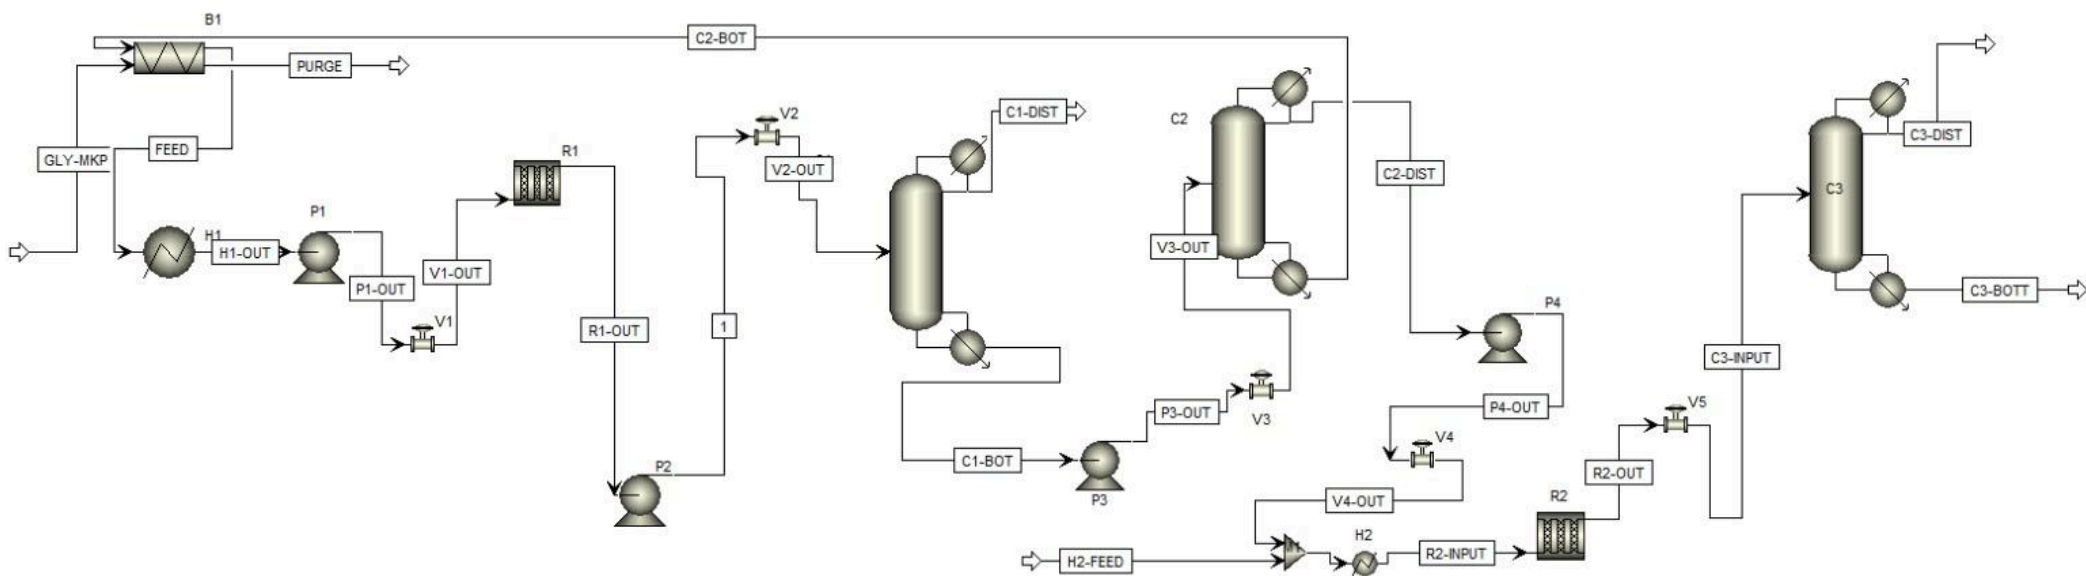 B1
C2-BOT
PURGE
GLY-MKP
FEED
H1
H1-OUT
P1
P1-OUT
V1
V1-OUT
R1
R1-OUT
P2
1
V2
V2-OUT
C1-DIST
C1-BOT
P3
P3-OUT
V3
V3-OUT
C2
C2-DIST
P4
P4-OUT
V4
V4-OUT
H2-FEED
H2
R2-INPUT
R2
R2-OUT
V5
C3-INPUT
C3
C3-DIST
C3-BOTT